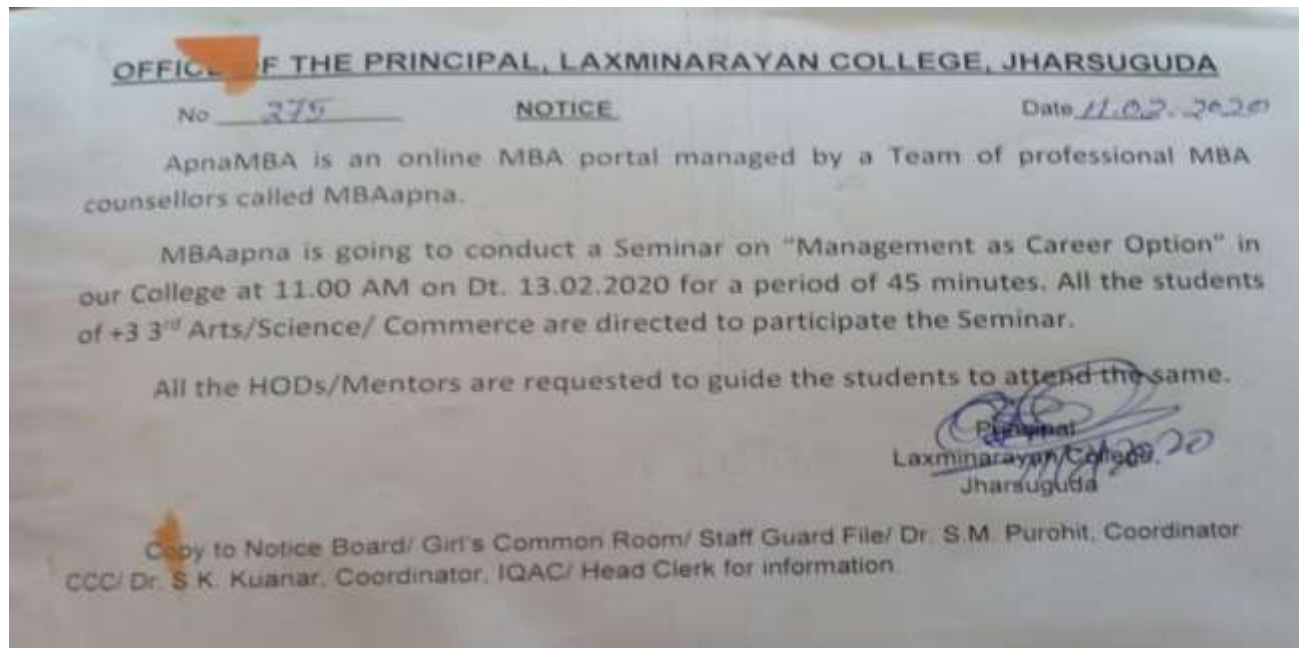 OFFICE OF THE PRINCIPAL, LAXMINARAYAN COLLEGE, JHARSUGUDA
No 275 NOTICE Date 11.02.2020
ApnaMBA is an online MBA portal managed by a Team of professional MBA
counsellors called MBAapna.
MBAapna is going to conduct a Seminar on "Management as Career Option" in
our College at 11.00 AM on Dt. 13.02.2020 for a period of 45 minutes. All the students
of +3 3rd Arts/Science/ Commerce are directed to participate the Seminar.
All the HODs/Mentors are requested to guide the students to attend the same.
Principal
Laxminarayan College,
Jharsuguda
Copy to Notice Board/ Girl's Common Room/ Staff Guard File/ Dr. S.M. Purohit, Coordinator
CCC/ Dr. S.K. Kuanar, Coordinator, IQAC/ Head Clerk for information.